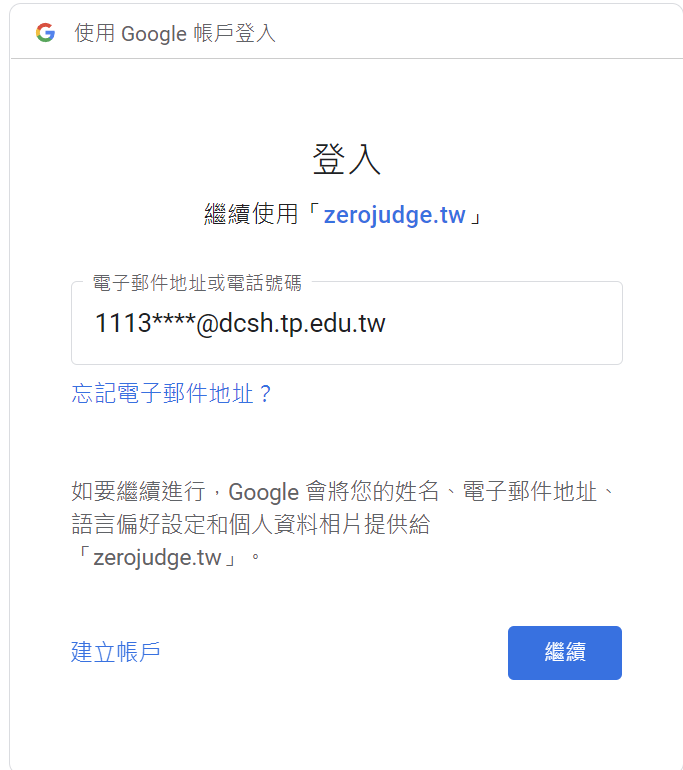 使用 Google 帳戶登入
登入
繼續使用「zerojudge.tw」
電子郵件地址或電話號碼
1113****@dcsh.tp.edu.tw
忘記電子郵件地址？
如要繼續進行，Google 會將您的姓名、電子郵件地址、
語言偏好設定和個人資料相片提供給
「zerojudge.tw」。
建立帳戶
繼續